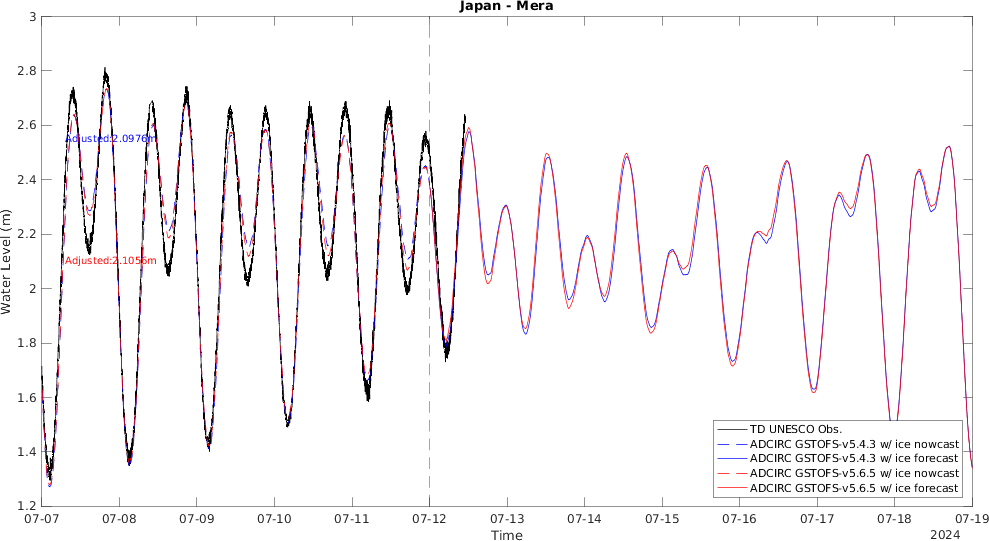 Japan - Mera
3
2.8
2.6
2.4
2.2
2
1.8
1.6
1.4
1.2
Water Level (m)
Adjusted:2.0976m
Adjusted:2.1056m
TD UNESCO Obs.
ADCIRC GSTOFS-v5.4.3 w/ ice nowcast
ADCIRC GSTOFS-v5.4.3 w/ ice forecast
ADCIRC GSTOFS-v5.6.5 w/ ice nowcast
ADCIRC GSTOFS-v5.6.5 w/ ice forecast
07-07 07-08 07-09 07-10 07-11 07-12 07-13 07-14 07-15 07-16 07-17 07-18 07-19
Time
2024